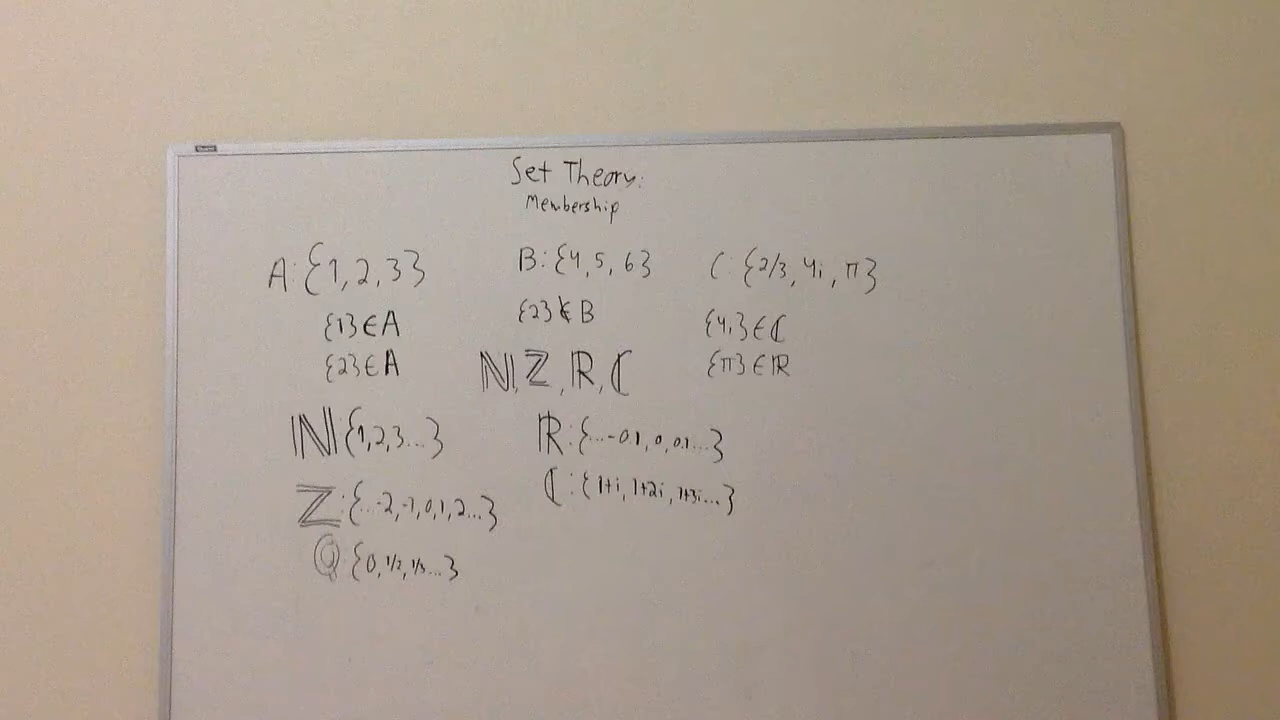 Set Theory:
Membership
A: {1, 2, 3}
B: {4, 5, 6}
C: {2/3, 4i, π}
{1} ∈ A
{2} ∉ B
{4i} ∈ ℂ
{2} ∈ A
ℕ, ℤ, ℝ, ℂ
{π} ∈ ℝ
ℕ: {1, 2, 3...}
ℝ: {...-0.1, 0, 0.1...}
ℤ: {...-2, -1, 0, 1, 2...}
ℂ: {1+i, 1+2i, 1+3i...}
ℚ {0, 1/2, 1/3...}